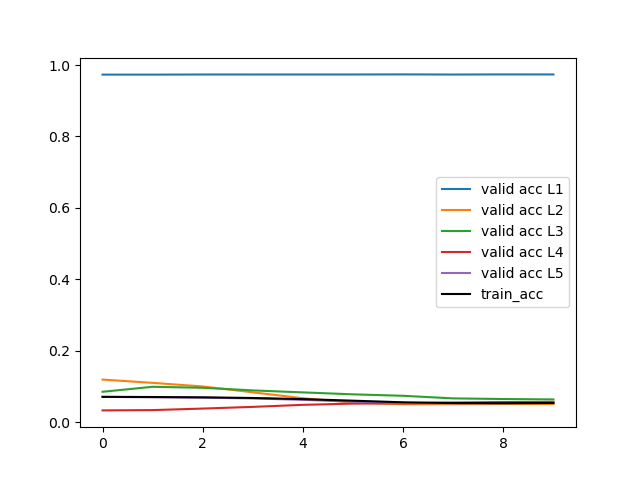 1.0
0.8
0.6
0.4
0.2
0.0
0 2 4 6 8
valid acc L1
valid acc L2
valid acc L3
valid acc L4
valid acc L5
train_acc